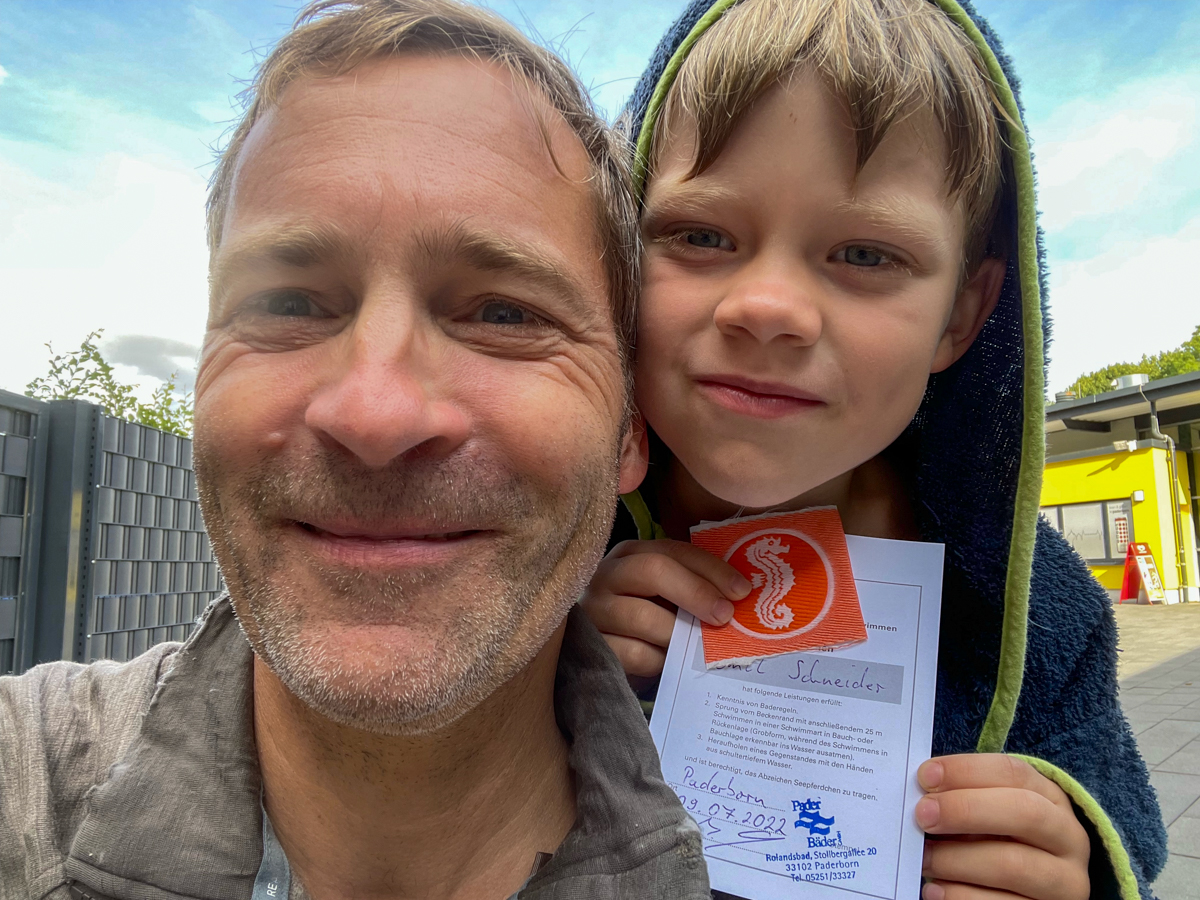 Schneider
hat folgende Leistungen erfüllt:
1. Kenntnis von Baderegeln.
2. Sprung vom Beckenrand mit anschließendem 25 m
Schwimmen in einer Schwimmart in Bauch- oder
Rückenlage (Grobform, während des Schwimmens in
Bauchlage erkennbar ins Wasser ausatmen).
3. Heraufholen eines Gegenstandes mit den Händen
aus schultertiefem Wasser.
und ist berechtigt, das Abzeichen Seepferdchen zu tragen.
Paderborn
09.07.2022
Pader
Bäder
Rolandsbad, Stollbergallee 20
33102 Paderborn
Tel. 05251/33327